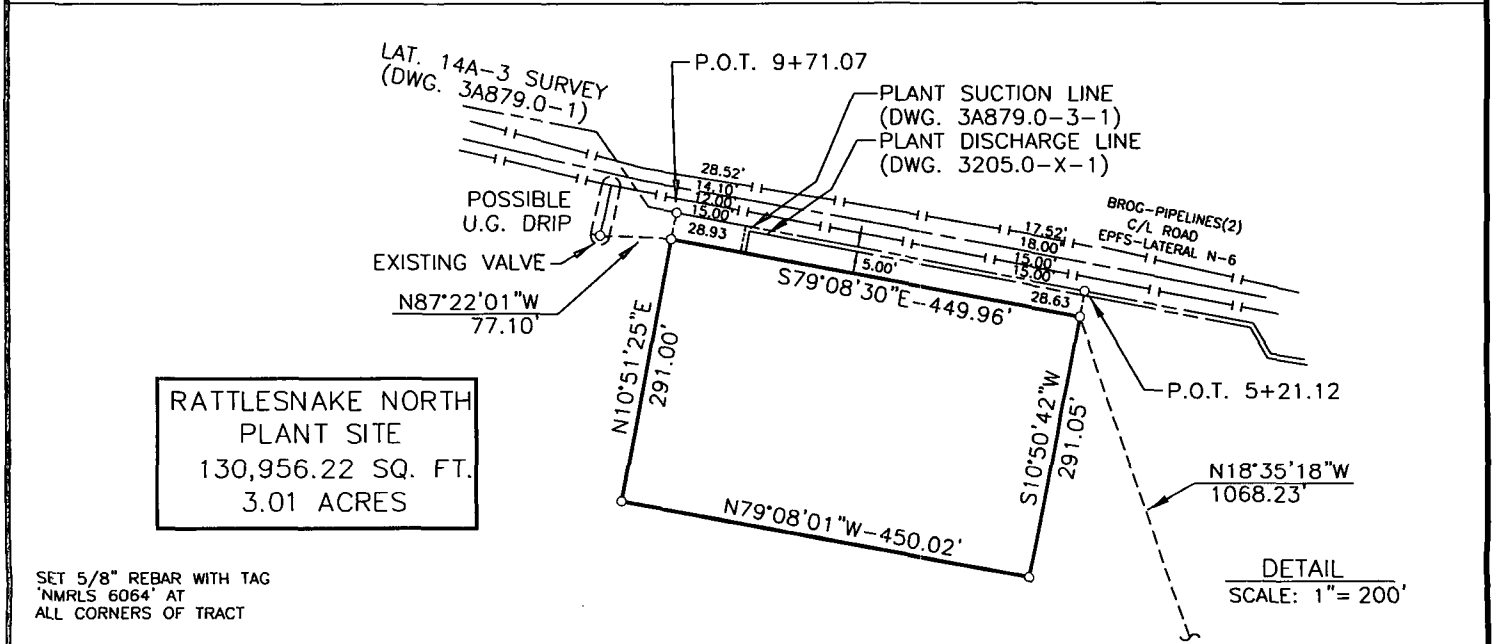 LAT. 14A-3 SURVEY
(DWG. 3A879.0-1)
P.O.T. 9+71.07
PLANT SUCTION LINE
(DWG. 3A879.0-3-1)
PLANT DISCHARGE LINE
(DWG. 3205.0-X-1)
POSSIBLE
U.G. DRIP
EXISTING VALVE
N87°22'01"W
77.10'
28.52'
14.10'
12.00'
15.00'
28.93
5.00'
17.52'
18.00'
15.00'
15.00'
28.63
BROG-PIPELINES(2)
C/L ROAD
EPFS-LATERAL N-6
S79°08'30"E-449.96'
N10°51'25"E
291.00'
S10°50'42"W
291.05'
N79°08'01"W-450.02'
P.O.T. 5+21.12
N18°35'18"W
1068.23'
RATTLESNAKE NORTH
PLANT SITE
130,956.22 SQ. FT.
3.01 ACRES
SET 5/8" REBAR WITH TAG
'NMRLS 6064' AT
ALL CORNERS OF TRACT
DETAIL
SCALE: 1"= 200'